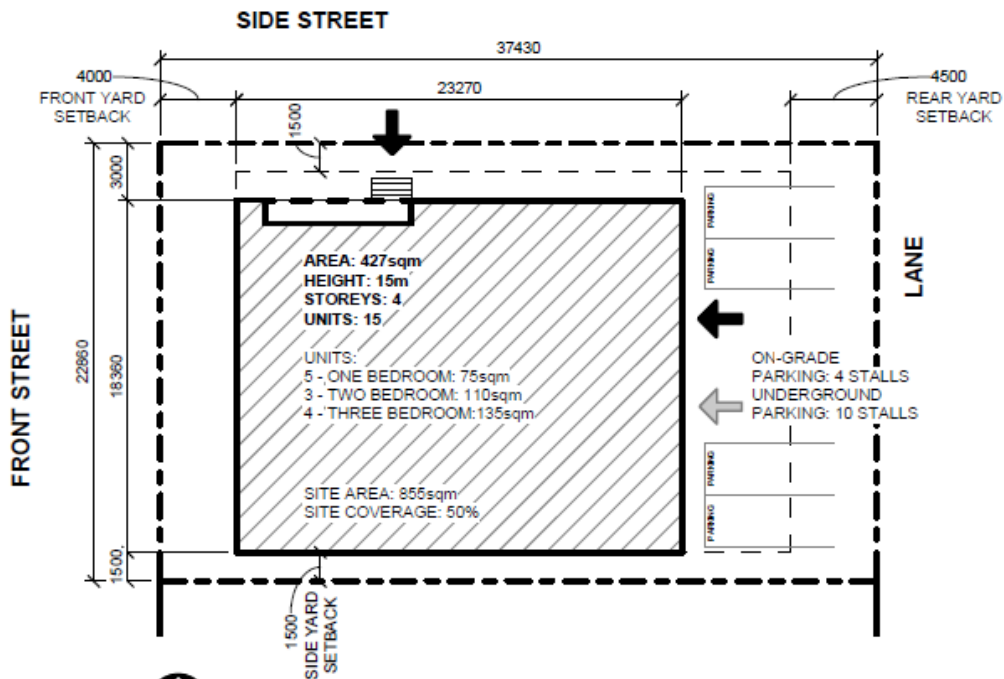 SIDE STREET
37430
4000
FRONT YARD
SETBACK
23270
4500
REAR YARD
SETBACK
1500
3000
PARKING
PARKING
AREA: 427sqm
HEIGHT: 15m
STOREYS: 4
UNITS: 15
UNITS:
5 - ONE BEDROOM: 75sqm
3 - TWO BEDROOM: 110sqm
4 - THREE BEDROOM:135sqm
SITE AREA: 855sqm
SITE COVERAGE: 50%
ON-GRADE
PARKING: 4 STALLS
UNDERGROUND
PARKING: 10 STALLS
LANE
FRONT STREET
22860
18360
PARKING
PARKING
1500
1500
SIDE YARD
SETBACK